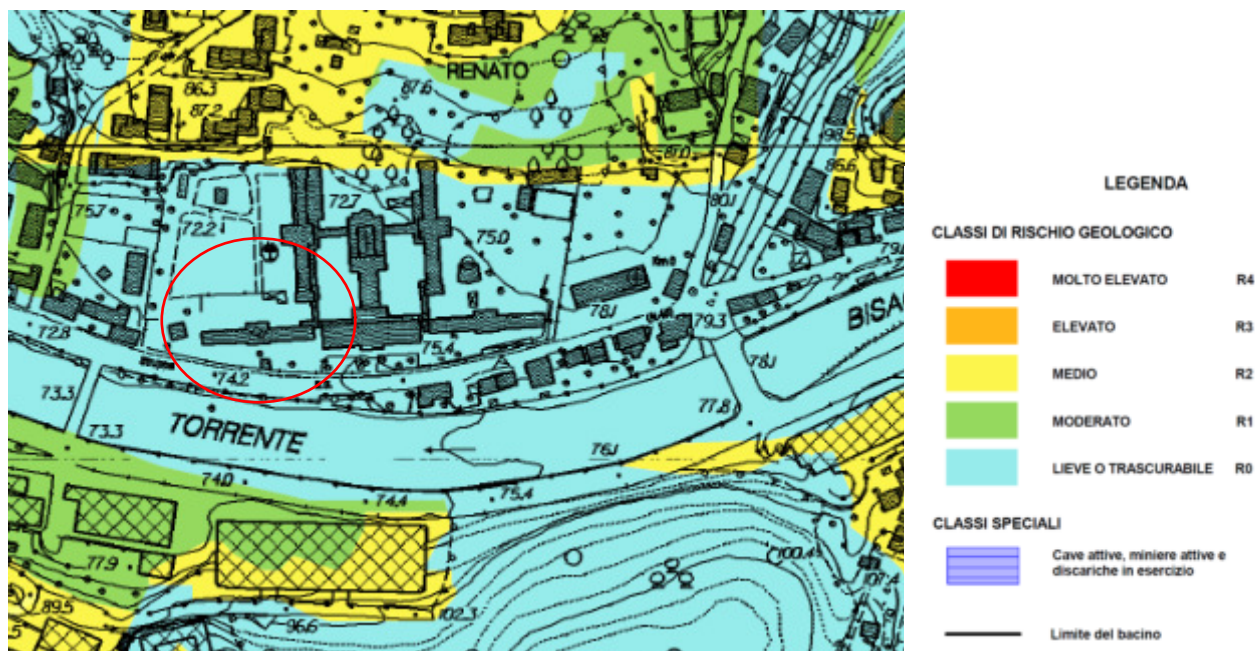 RENATO
86.3
87.6
87.2
81.0
98.5
86.6
75.7
72.2
72.7
75.0
80.1
79.
78.1
79.3
BISA
72.8
75.4
74.2
78.1
73.3
77.8
TORRENTE
73.3
76.1
74.0
74.4
75.4
77.9
100.4
107.4
89.5
102.3
96.6
LEGENDA
CLASSI DI RISCHIO GEOLOGICO
MOLTO ELEVATO R4
ELEVATO R3
MEDIO R2
MODERATO R1
LIEVE O TRASCURABILE R0
CLASSI SPECIALI
Cave attive, miniere attive e
discariche in esercizio
Limite del bacino